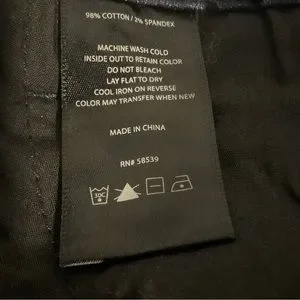 98% COTTON / 2% SPANDEX
MACHINE WASH COLD
INSIDE OUT TO RETAIN COLOR
DO NOT BLEACH
LAY FLAT TO DRY
COOL IRON ON REVERSE
COLOR MAY TRANSFER WHEN NEW
MADE IN CHINA
RN# 58539
30C